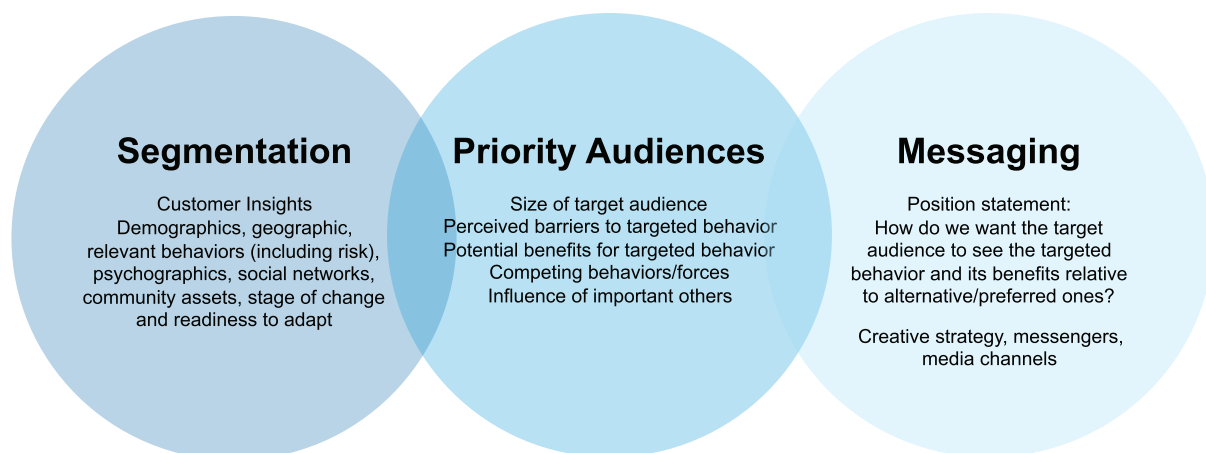 Segmentation
Customer Insights
Demographics, geographic,
relevant behaviors (including risk),
psychographics, social networks,
community assets, stage of change
and readiness to adapt
Priority Audiences
Size of target audience
Perceived barriers to targeted behavior
Potential benefits for targeted behavior
Competing behaviors/forces
Influence of important others
Messaging
Position statement:
How do we want the target
audience to see the targeted
behavior and its benefits relative
to alternative/preferred ones?
Creative strategy, messengers,
media channels